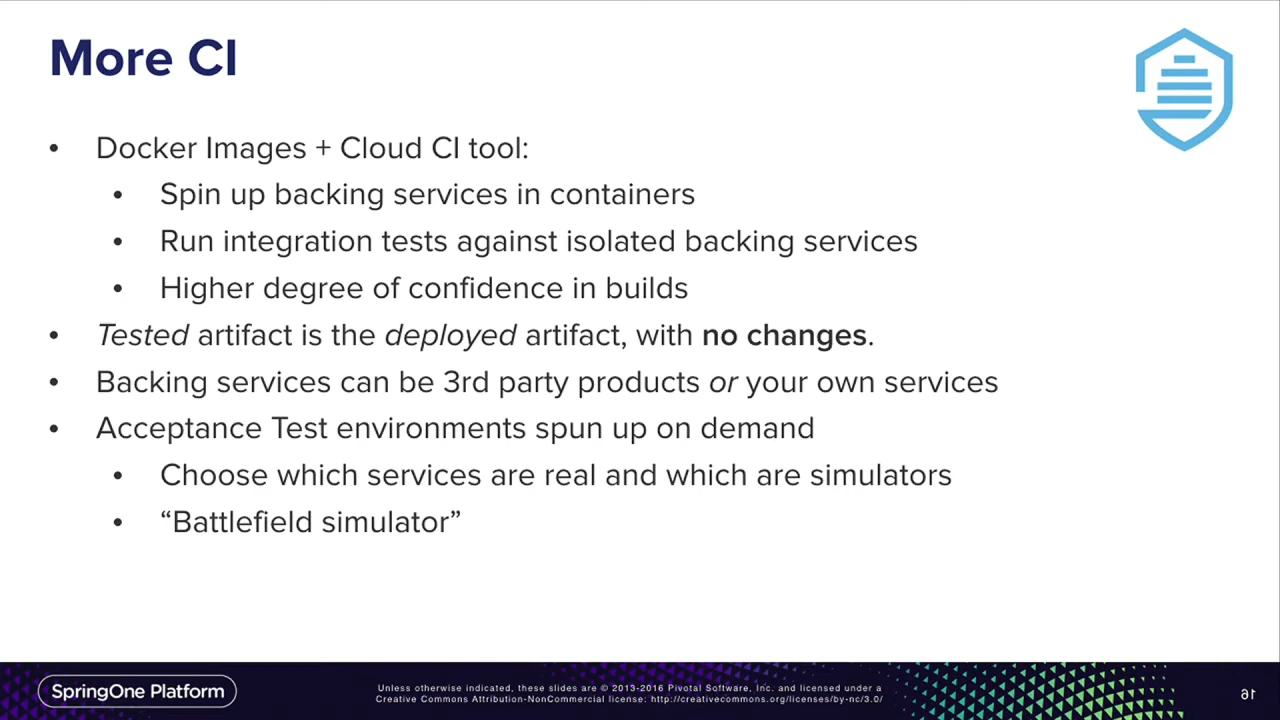 More CI
• Docker Images + Cloud CI tool:
• Spin up backing services in containers
• Run integration tests against isolated backing services
• Higher degree of confidence in builds
• Tested artifact is the deployed artifact, with no changes.
• Backing services can be 3rd party products or your own services
• Acceptance Test environments spun up on demand
• Choose which services are real and which are simulators
• “Battlefield simulator”
SpringOne Platform
Unless otherwise indicated, these slides are © 2013-2016 Pivotal Software, Inc. and licensed under a
Creative Commons Attribution-NonCommercial license: http://creativecommons.org/licenses/by-nc/3.0/
16